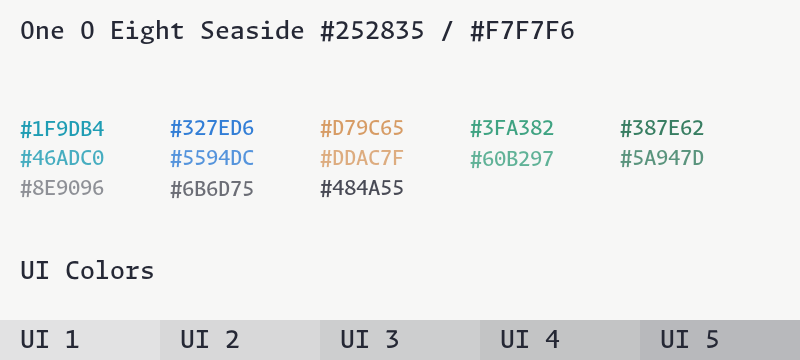 One O Eight Seaside #252835 / #F7F7F6
#1F9DB4 #327ED6 #D79C65 #3FA382 #387E62
#46ADC0 #5594DC #DDAC7F #60B297 #5A947D
#8E9096 #6B6D75 #484A55
UI Colors
UI 1 UI 2 UI 3 UI 4 UI 5